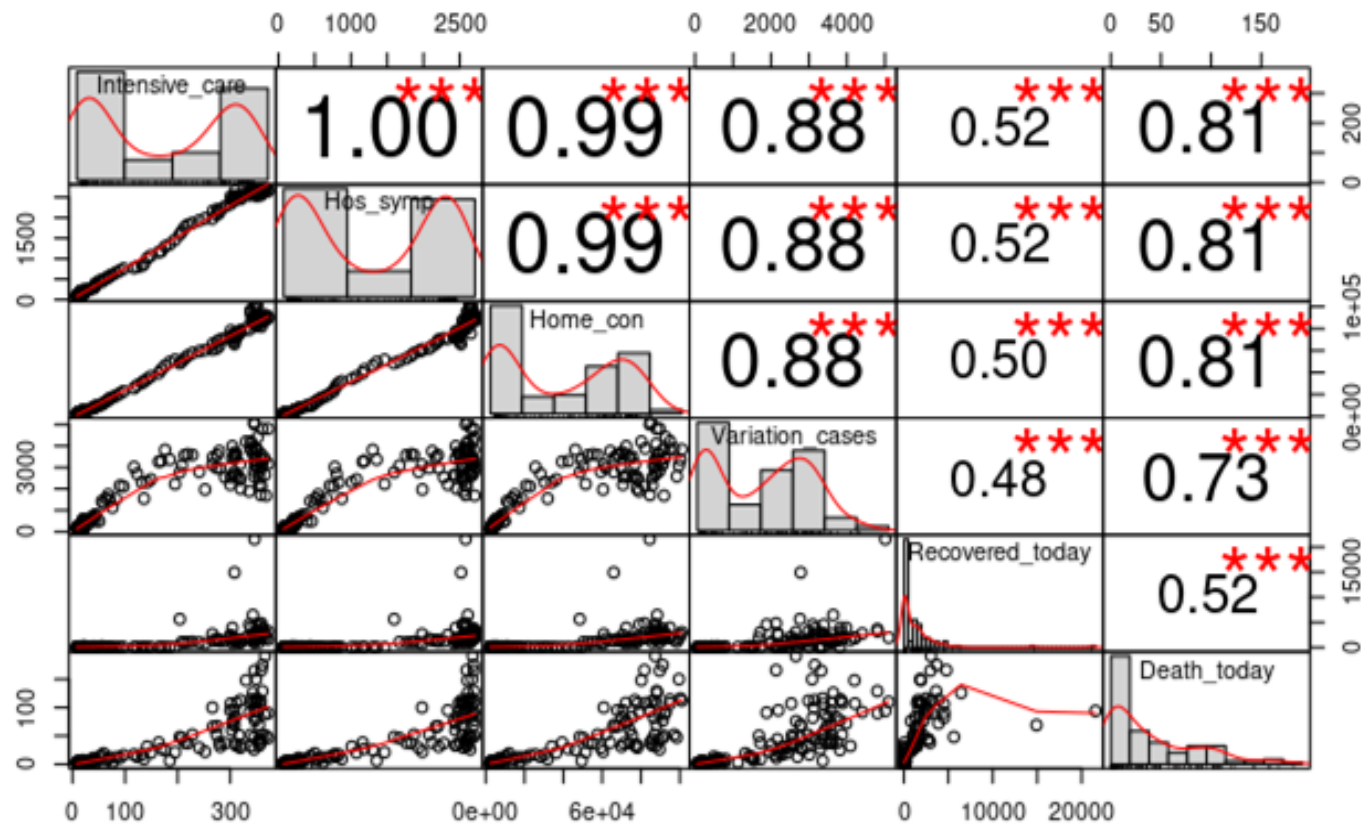 0 1000 2500 0 2000 4000 0 50 150
Intensive_care 1.00 *** 0.99 *** 0.88 *** 0.52 *** 0.81 *** 0 200
0 1500 Hos_symp 0.99 *** 0.88 *** 0.52 *** 0.81 ***
Home_con 0.88 *** 0.50 *** 0.81 *** 0e+00 1e+05
0 3000 Variation_cases 0.48 *** 0.73 ***
Recovered_today 0.52 *** 0 15000
0 100 Death_today
0 100 300 0e+00 6e+04 0 10000 20000